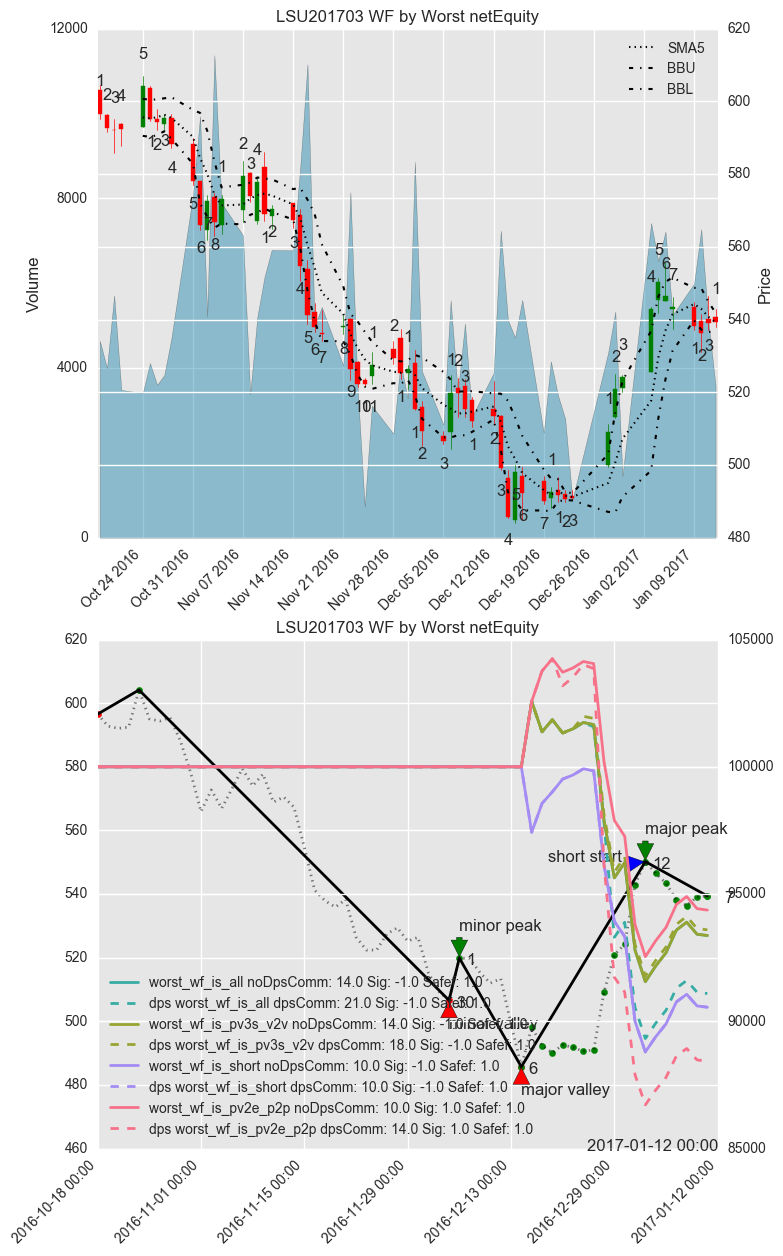 LSU201703 WF by Worst netEquity
12000
8000
4000
0
Volume
620
600
580
560
540
520
500
480
Price
SMA5
BBU
BBL
Oct 24 2016
Oct 31 2016
Nov 07 2016
Nov 14 2016
Nov 21 2016
Nov 28 2016
Dec 05 2016
Dec 12 2016
Dec 19 2016
Dec 26 2016
Jan 02 2017
Jan 09 2017
LSU201703 WF by Worst netEquity
620
600
580
560
540
520
500
480
460
105000
100000
95000
90000
85000
major peak
short start
12
7
minor peak
1
30
minor valley
6
major valley
worst_wf_is_all noDpsComm: 14.0 Sig: -1.0 Safef: 1.0
dps worst_wf_is_all dpsComm: 21.0 Sig: -1.0 Safef: 1.0
worst_wf_is_pv3s_v2v noDpsComm: 14.0 Sig: -1.0 Safef: 1.0
dps worst_wf_is_pv3s_v2v dpsComm: 18.0 Sig: -1.0 Safef: 1.0
worst_wf_is_short noDpsComm: 10.0 Sig: -1.0 Safef: 1.0
dps worst_wf_is_short dpsComm: 10.0 Sig: -1.0 Safef: 1.0
worst_wf_is_pv2e_p2p noDpsComm: 10.0 Sig: 1.0 Safef: 1.0
dps worst_wf_is_pv2e_p2p dpsComm: 14.0 Sig: 1.0 Safef: 1.0
2017-01-12 00:00
2016-10-18 00:00
2016-11-01 00:00
2016-11-15 00:00
2016-11-29 00:00
2016-12-13 00:00
2016-12-29 00:00
2017-01-12 00:00